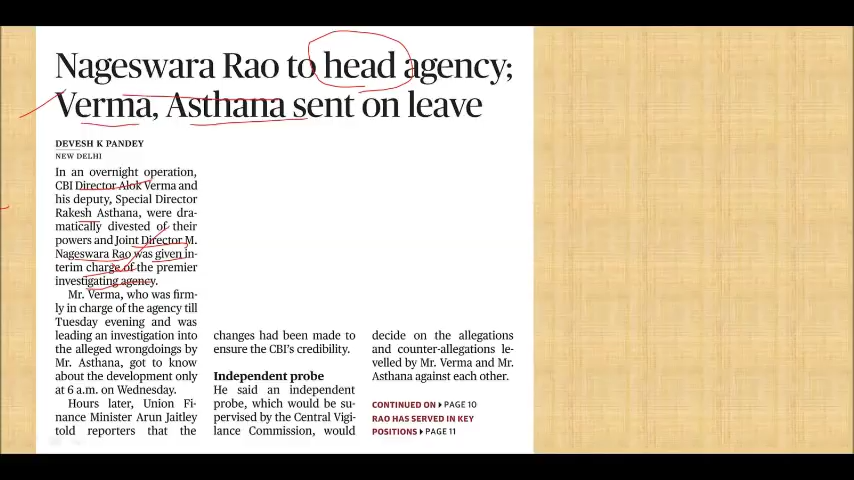 Nageswara Rao to head agency;
Verma, Asthana sent on leave
DEVESH K PANDEY
NEW DELHI
In an overnight operation,
CBI Director Alok Verma and
his deputy, Special Director
Rakesh Asthana, were dra-
matically divested of their
powers and Joint Director M.
Nageswara Rao was given in-
terim charge of the premier
investigating agency.
Mr. Verma, who was firm-
ly in charge of the agency till
Tuesday evening and was
leading an investigation into
the alleged wrongdoings by
Mr. Asthana, got to know
about the development only
at 6 a.m. on Wednesday.
Hours later, Union Fi-
nance Minister Arun Jaitley
told reporters that the
changes had been made to
ensure the CBI's credibility.
Independent probe
He said an independent
probe, which would be su-
pervised by the Central Vigi-
lance Commission, would
decide on the allegations
and counter-allegations le-
velled by Mr. Verma and Mr.
Asthana against each other.
CONTINUED ON PAGE 10
RAO HAS SERVED IN KEY
POSITIONS PAGE 11